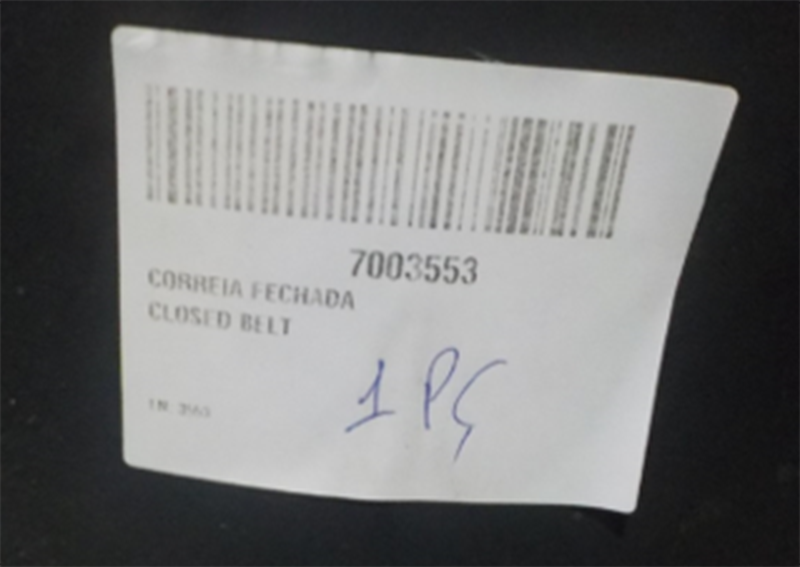 7003553
CORREIA FECHADA
CLOSED BELT
1 PÇ